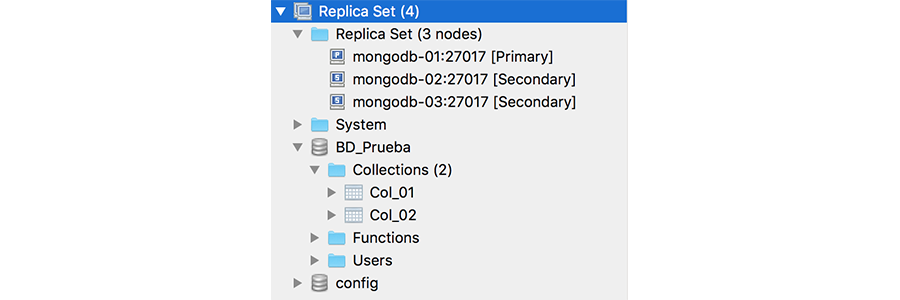 Replica Set (4)
Replica Set (3 nodes)
mongodb-01:27017 [Primary]
mongodb-02:27017 [Secondary]
mongodb-03:27017 [Secondary]
System
BD_Prueba
Collections (2)
Col_01
Col_02
Functions
Users
config